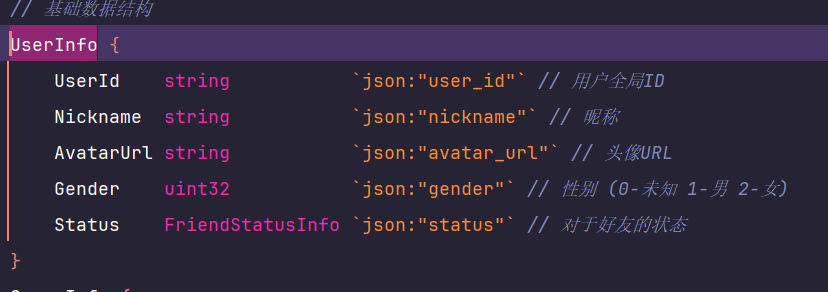 // 基础数据结构
UserInfo {
    UserId    string           `json:"user_id"` // 用户全局ID
    Nickname  string           `json:"nickname"` // 昵称
    AvatarUrl string           `json:"avatar_url"` // 头像URL
    Gender    uint32           `json:"gender"` // 性别 (0-未知 1-男 2-女)
    Status    FriendStatusInfo `json:"status"` // 对于好友的状态
}